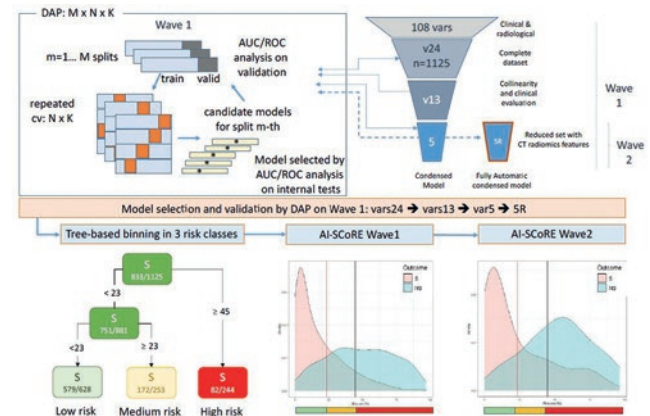 DAP: M x N x K
Wave 1
m=1... M splits
train
valid
AUC/ROC
analysis on
validation
repeated
cv: N x K
candidate models
for split m-th
Model selected by
AUC/ROC analysis
on internal tests
108 vars
Clinical &
radiological
v24
n=1125
Complete
dataset
v13
Collinearity and clinical
evaluation
Wave
1
5
5R
Reduced set with
CT radiomics features
Wave
2
Condensed
Model
Fully Automatic
condensed model
Model selection and validation by DAP on Wave 1: vars24 ➔ vars13 ➔ var5 ➔ 5R
Tree-based binning in 3 risk classes
AI-SCoRE Wave1
AI-SCoRE Wave2
S
833/1125
< 23
≥ 45
S
751/881
<23
≥ 23
S
579/628
S
172/253
S
82/244
Low risk
Medium risk
High risk
Outcome
S
NS
Outcome
S
NS